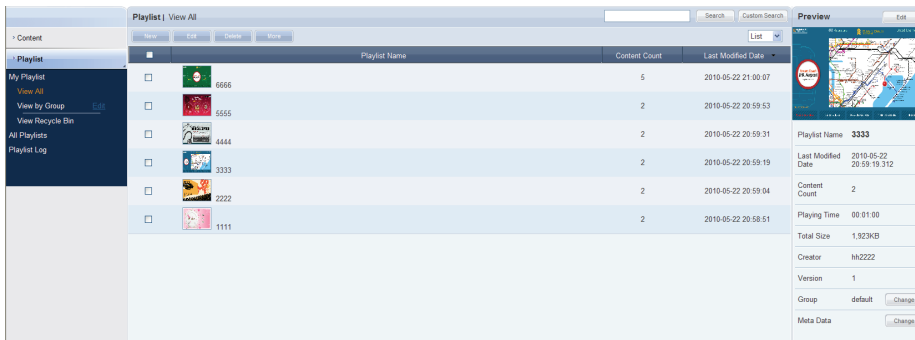 Playlist | View All
Search
Custom Search
Preview
Edit
Content
New
Edit
Delete
More
List
Playlist
Playlist Name
Content Count
Last Modified Date
My Playlist
View All
View by Group
Edit
View Recycle Bin
All Playlists
Playlist Log
6666
5
2010-05-22 21:00:07
5555
2
2010-05-22 20:59:53
4444
2
2010-05-22 20:59:31
3333
2
2010-05-22 20:59:19
2222
2
2010-05-22 20:59:04
1111
2
2010-05-22 20:58:51
Playlist Name 3333
Last Modified
Date
2010-05-22
20:59:19.312
Content
Count
2
Playing Time 00:01:00
Total Size 1,923KB
Creator hh2222
Version 1
Group default Change
Meta Data Change